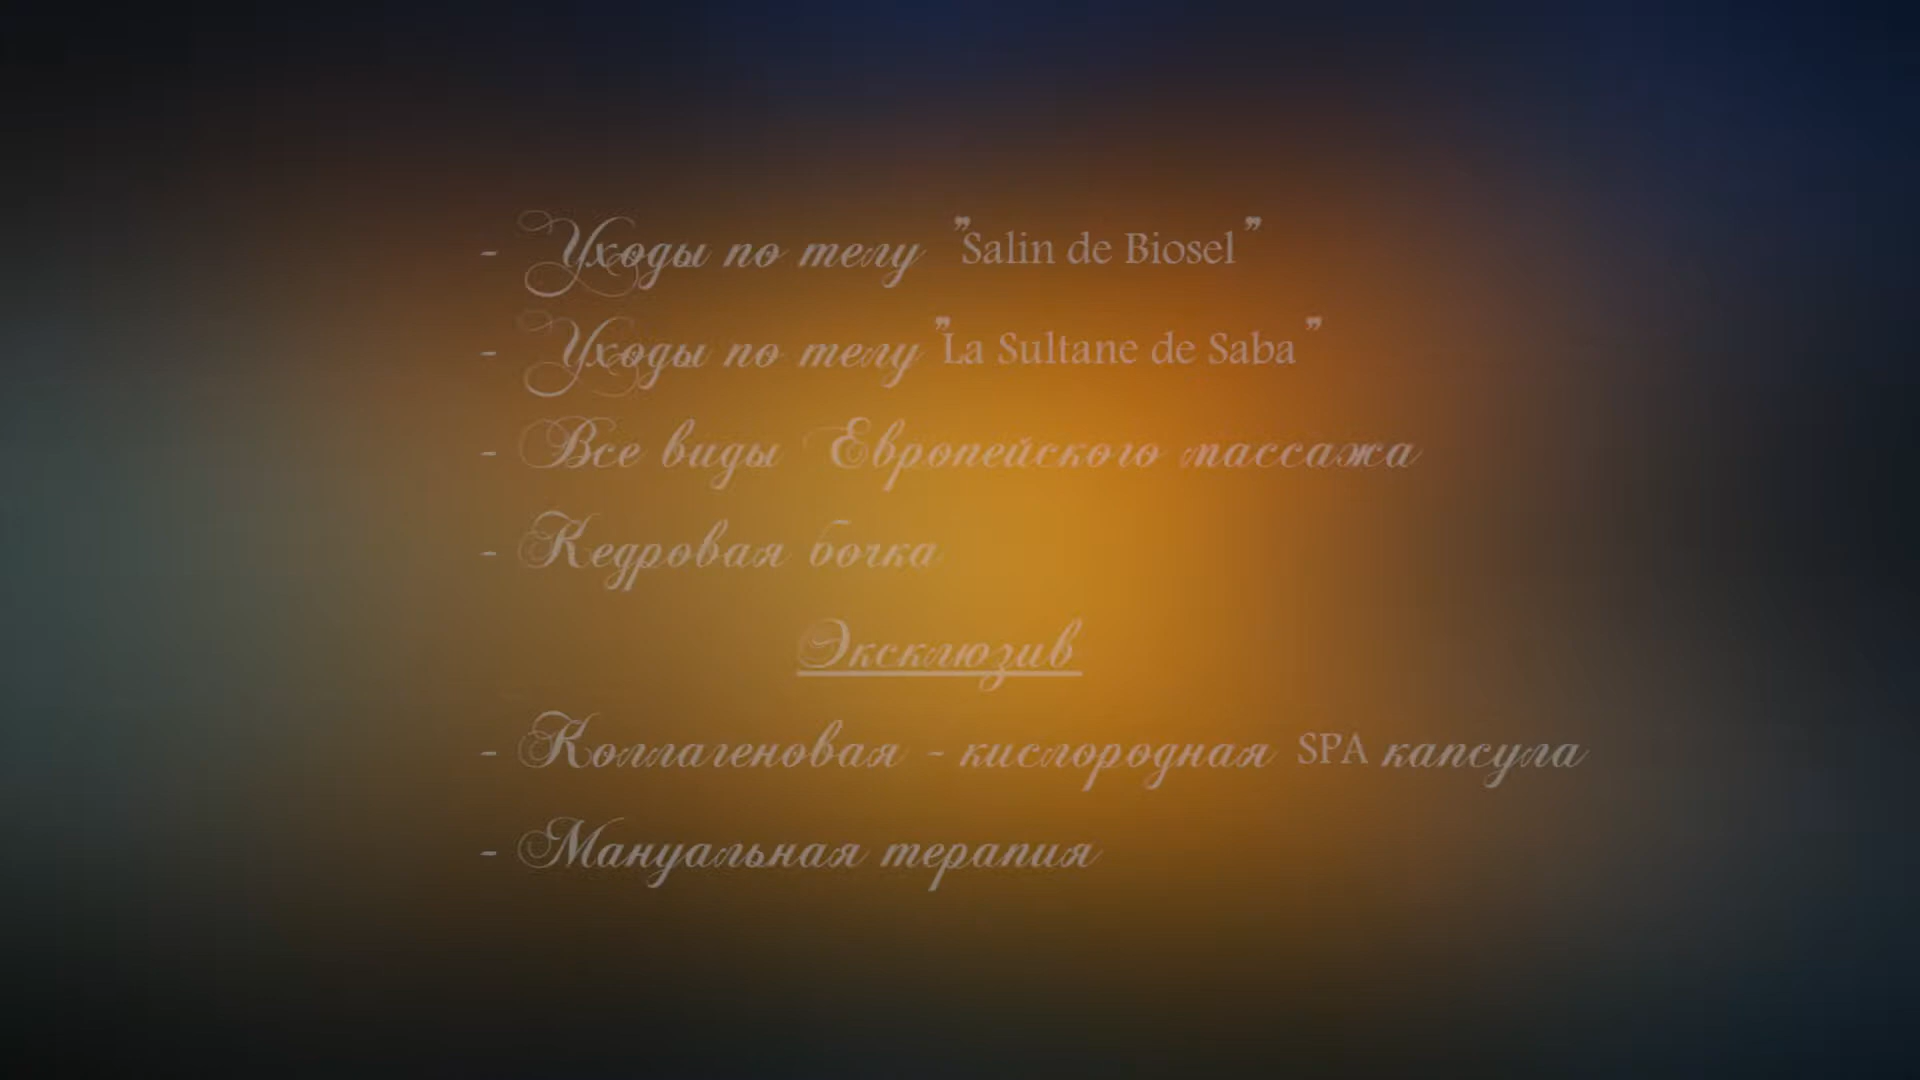 - Уходы по телу "Salin de Biosel"
- Уходы по телу "La Sultane de Saba"
- Все виды Европейского массажа
- Кедровая бочка
Эксклюзив
- Коллагеновая - кислородная SPA капсула
- Мануальная терапия